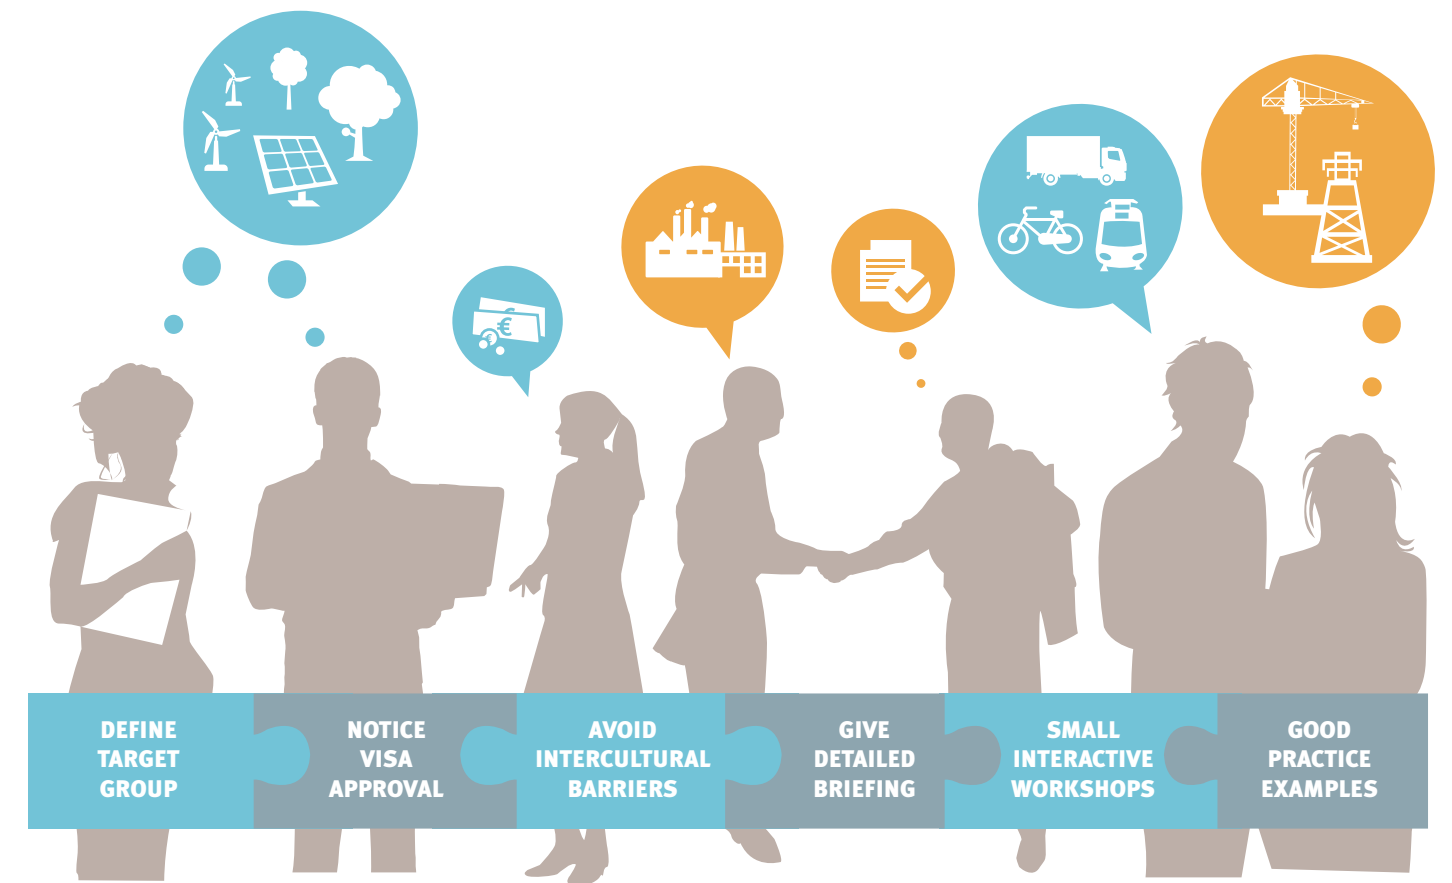 DEFINE
TARGET
GROUP
NOTICE
VISA
APPROVAL
AVOID
INTERCULTURAL
BARRIERS
GIVE
DETAILED
BRIEFING
SMALL
INTERACTIVE
WORKSHOPS
GOOD
PRACTICE
EXAMPLES
€
€